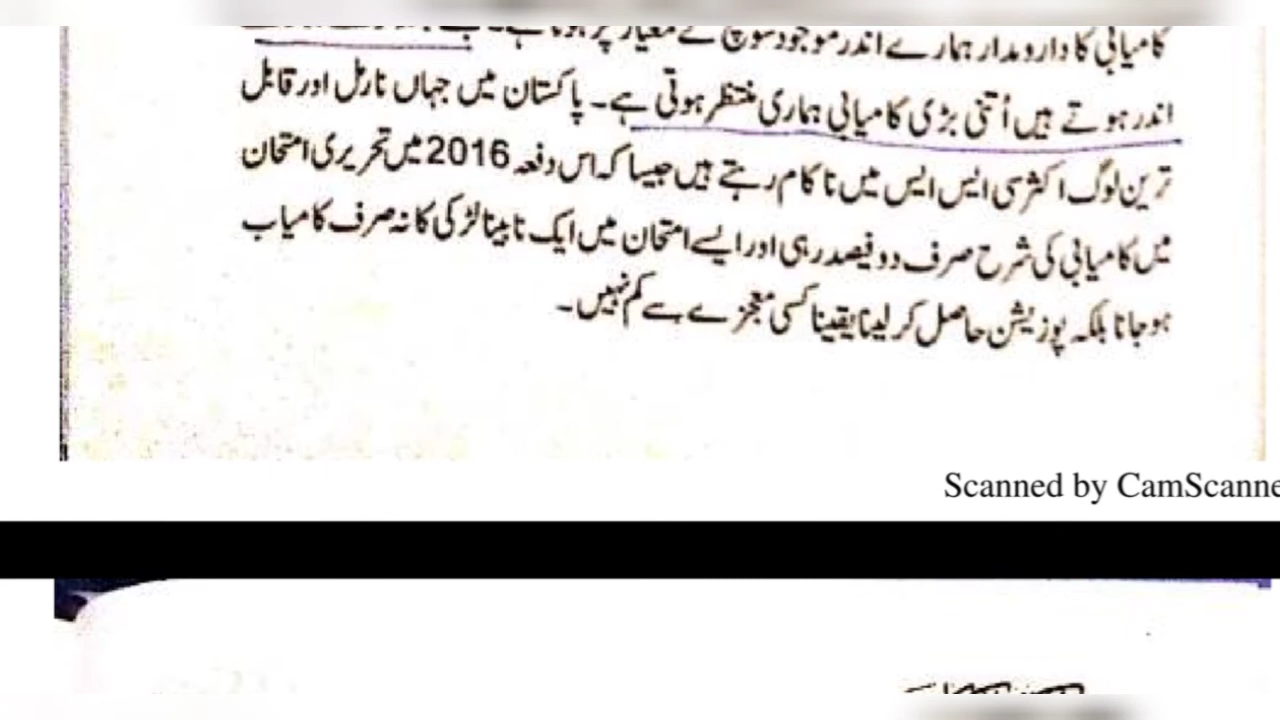 کامیابی کا دارومدار ہمارے اندر موجود سوچ کے معیار پر ہوتا ہے۔
اندر ہوتے ہیں اُتنی بڑی کامیابی ہماری منتظر ہوتی ہے۔ پاکستان میں جہاں نارمل اور قابل
ترین لوگ اکثر سی ایس ایس میں ناکام رہتے ہیں جیسا کہ اس دفعہ 2016 میں تحریری امتحان
میں کامیابی کی شرح صرف دو فیصد رہی اور ایسے امتحان میں ایک نابینا لڑکی کا نہ صرف کامیاب
ہوجانا بلکہ پوزیشن حاصل کر لینا یقیناً کسی معجزے سے کم نہیں۔
Scanned by CamScanne